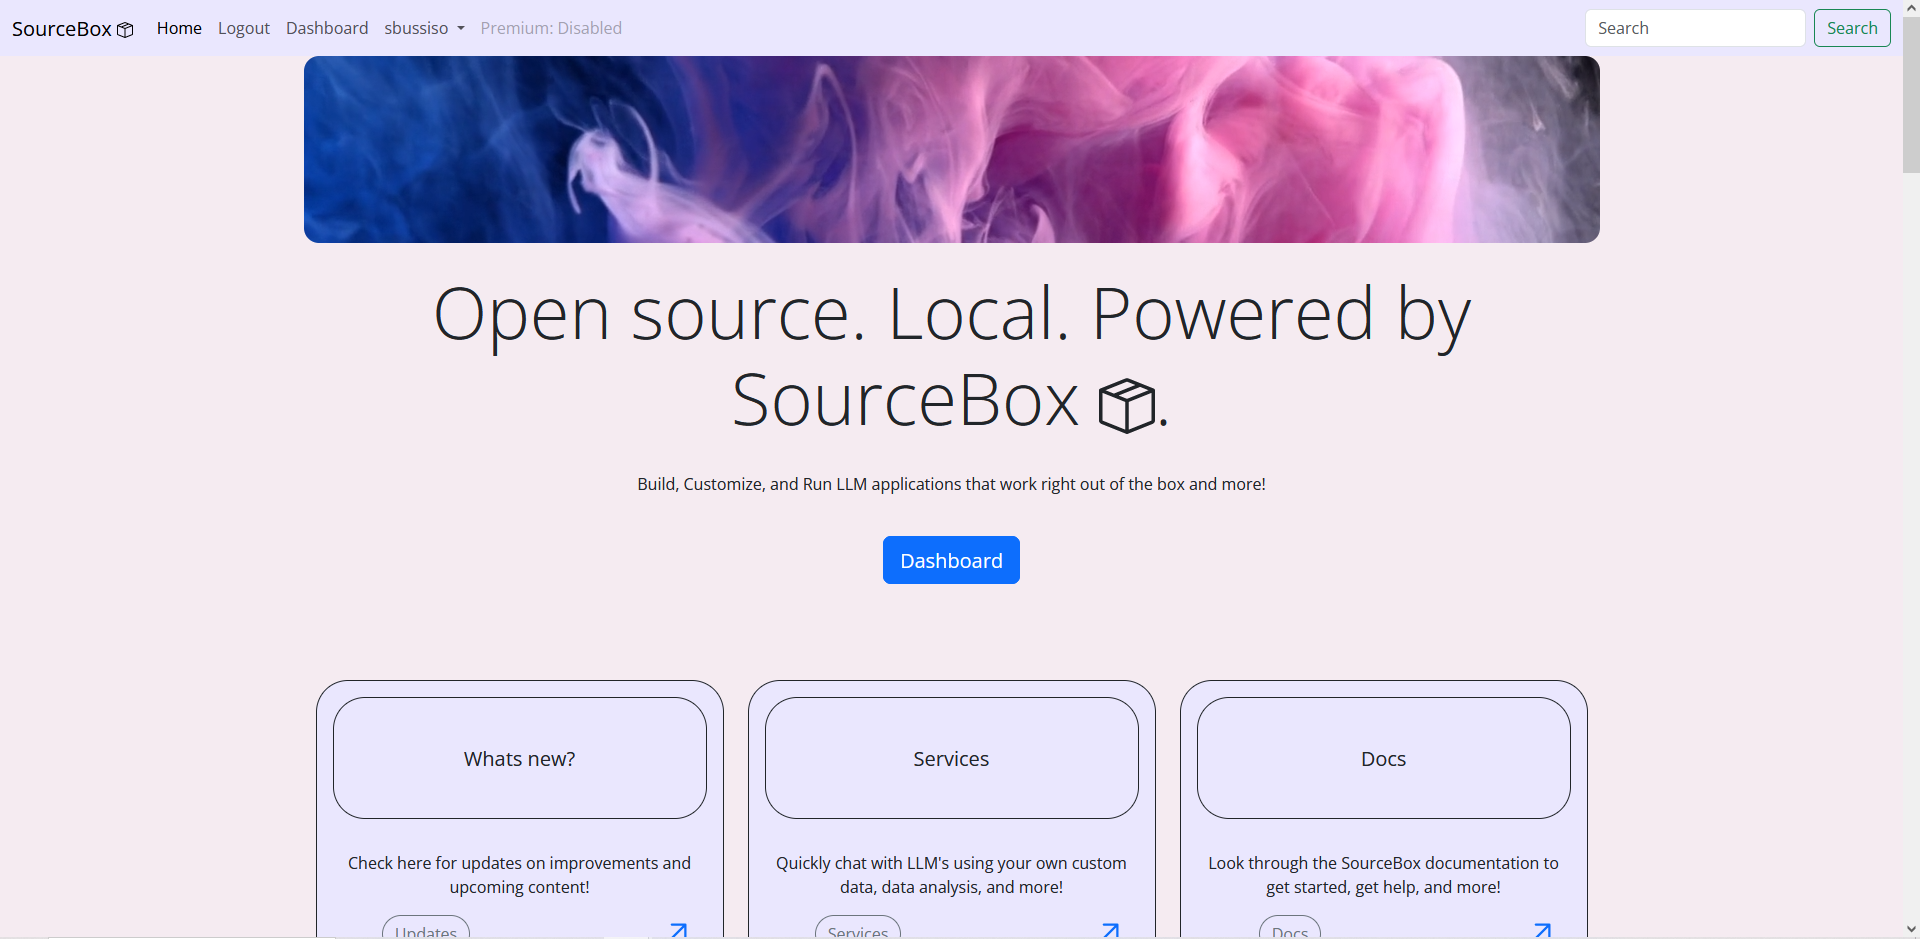 SourceBox Home Logout Dashboard sbussiso Premium: Disabled Search Search
Open source. Local. Powered by
SourceBox .
Build, Customize, and Run LLM applications that work right out of the box and more!
Dashboard
Whats new?
Check here for updates on improvements and
upcoming content!
Updates
Services
Quickly chat with LLM's using your own custom
data, data analysis, and more!
Services
Docs
Look through the SourceBox documentation to
get started, get help, and more!
Docs